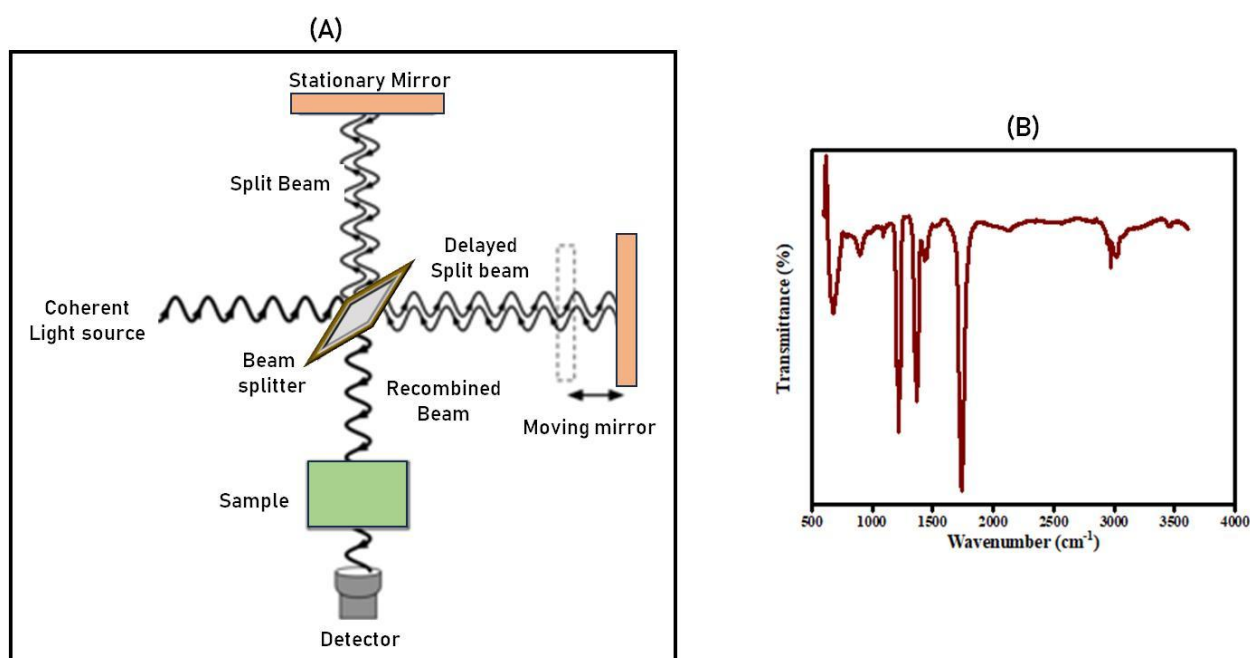 (A)
Stationary Mirror
Split Beam
Delayed
Split beam
Coherent
Light source
Beam
splitter
Recombined
Beam
Moving mirror
Sample
Detector
(B)
Transmittance (%)
500 1000 1500 2000 2500 3000 3500 4000
Wavenumber (cm⁻¹)